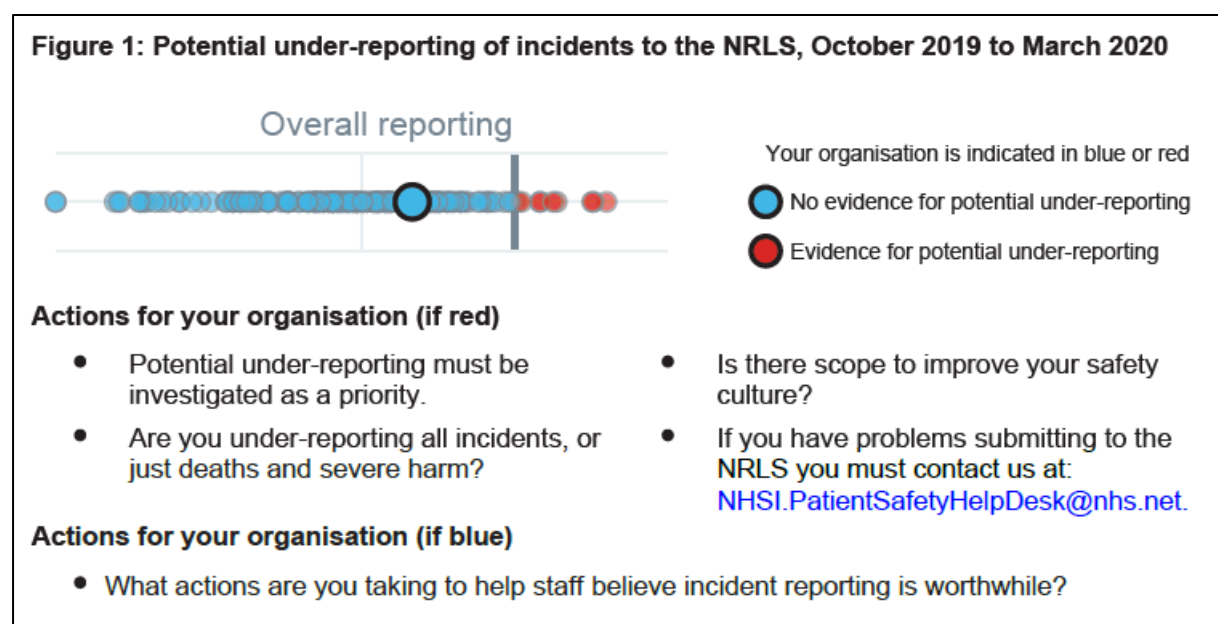 Figure 1: Potential under-reporting of incidents to the NRLS, October 2019 to March 2020
Overall reporting
Your organisation is indicated in blue or red
No evidence for potential under-reporting
Evidence for potential under-reporting
Actions for your organisation (if red)
• Potential under-reporting must be
investigated as a priority.
• Are you under-reporting all incidents, or
just deaths and severe harm?
• Is there scope to improve your safety
culture?
• If you have problems submitting to the
NRLS you must contact us at:
NHSI.PatientSafetyHelpDesk@nhs.net.
Actions for your organisation (if blue)
• What actions are you taking to help staff believe incident reporting is worthwhile?